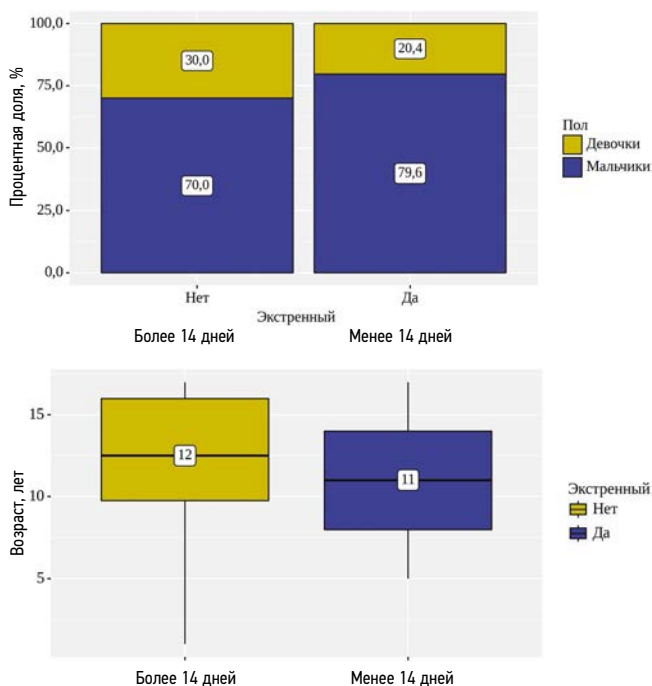 Процентная доля, %
100,0
75,0
50,0
25,0
0,0
30,0
20,4
70,0
79,6
Нет
Да
Экстренный
Более 14 дней
Менее 14 дней
Пол
Девочки
Мальчики
Возраст, лет
15
10
5
12
11
Более 14 дней
Менее 14 дней
Экстренный
Нет
Да